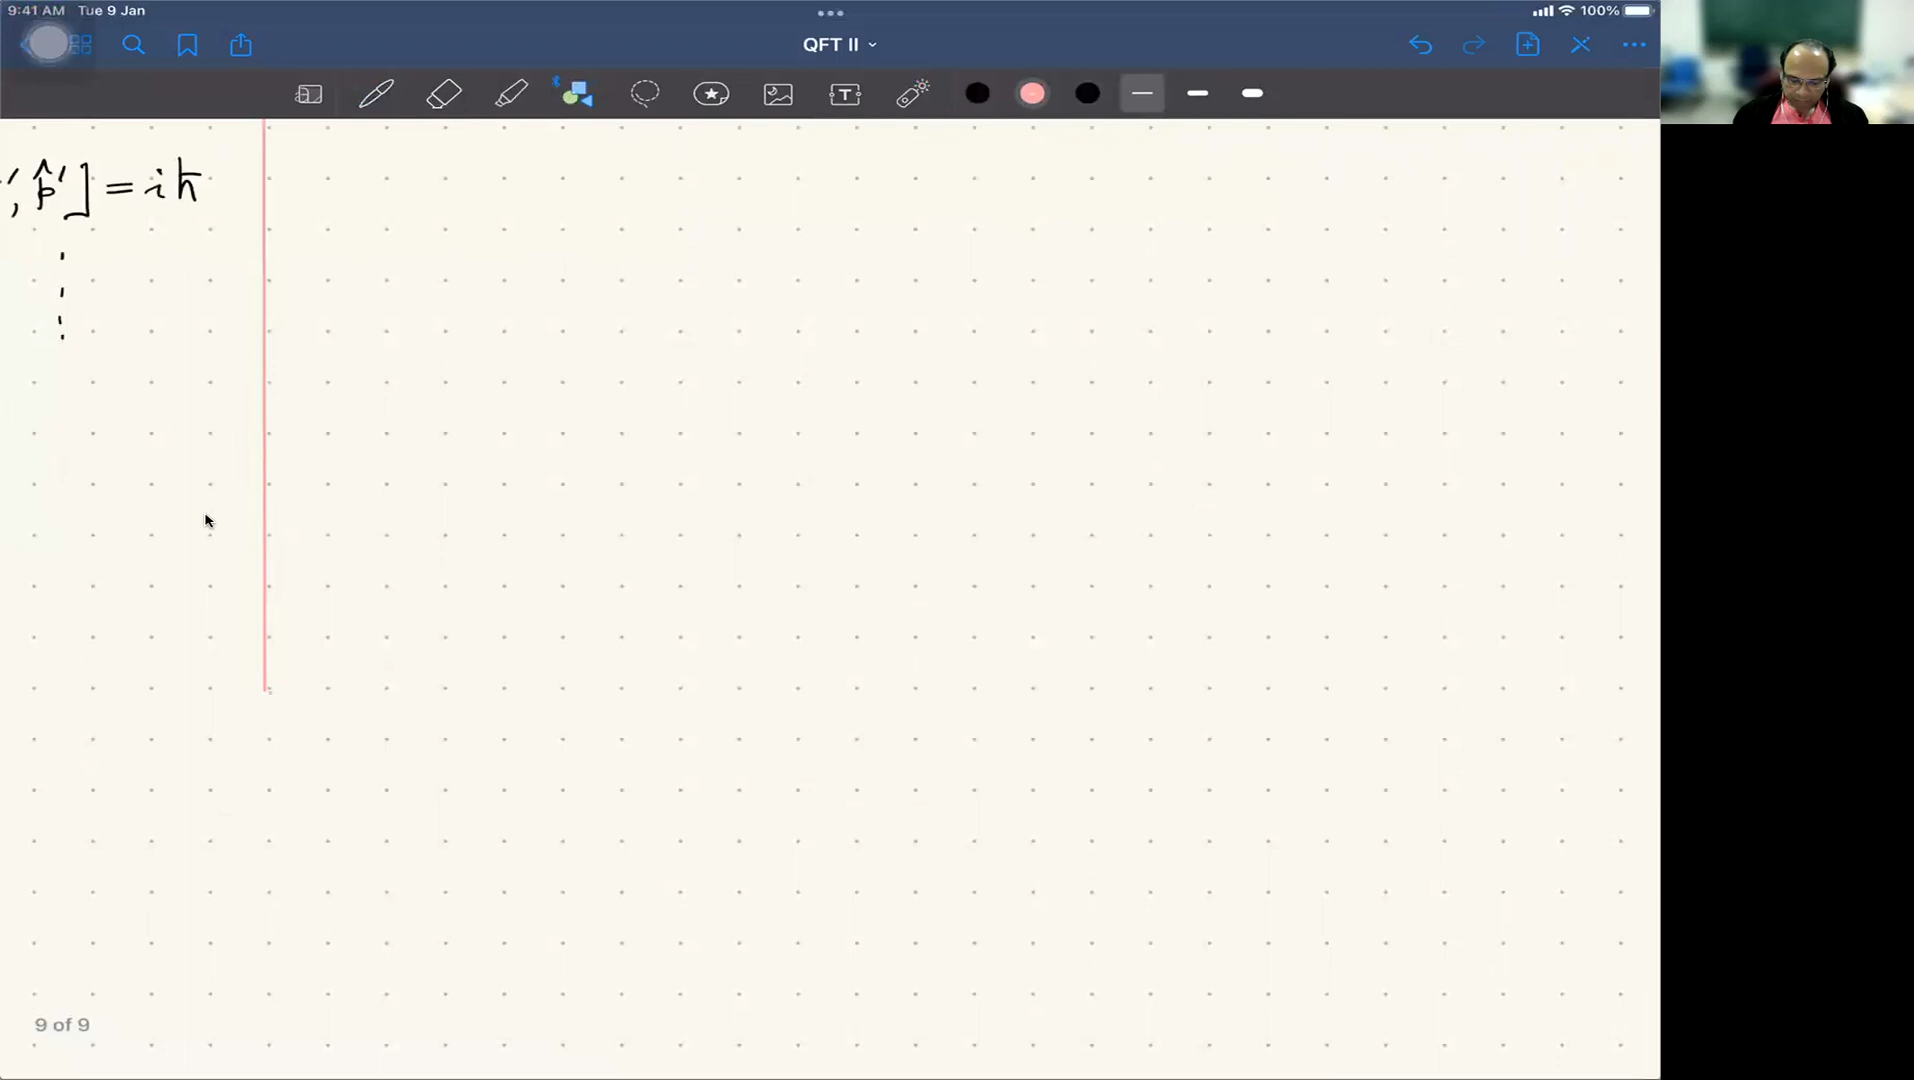 9:41 AM Tue 9 Jan
100%
QFT II
T
′, p̂′] = iħ
9 of 9